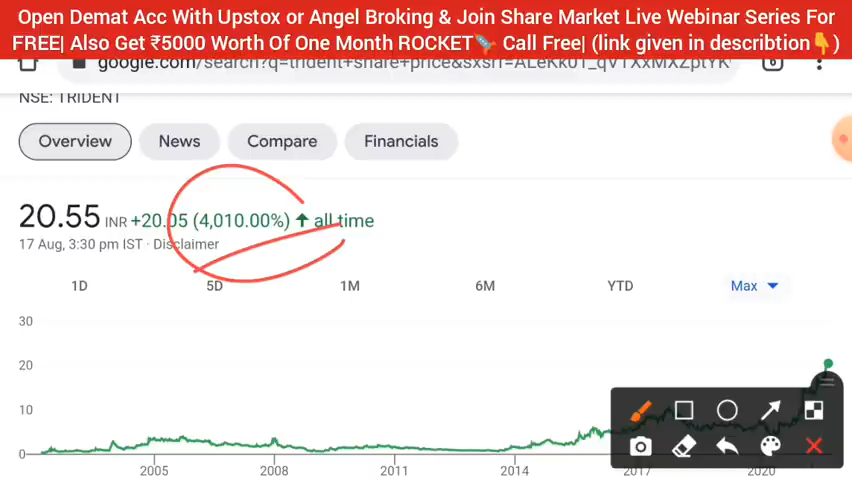 Open Demat Acc With Upstox or Angel Broking & Join Share Market Live Webinar Series For
FREE| Also Get ₹5000 Worth Of One Month ROCKET🚀 Call Free| (link given in describtion👇)
google.com/search?q=trident+share+price&sxsrf=
NSE: TRIDENT
Overview News Compare Financials
20.55 INR +20.05 (4,010.00%) ↑ all time
17 Aug, 3:30 pm IST · Disclaimer
1D 5D 1M 6M YTD Max
30
20
10
0
2005 2008 2011 2014 2017 2020